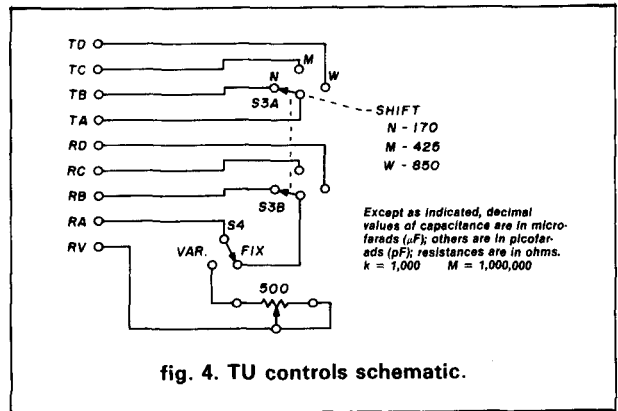 TD
TC
M
N
W
TB
S3A
TA
SHIFT
N - 170
M - 425
W - 850
RD
RC
RB
S3B
RA
S4
RV
VAR.
FIX
500
Except as indicated, decimal
values of capacitance are in micro-
farads (μF); others are in picofar-
ads (pF); resistances are in ohms.
k = 1,000 M = 1,000,000
fig. 4. TU controls schematic.